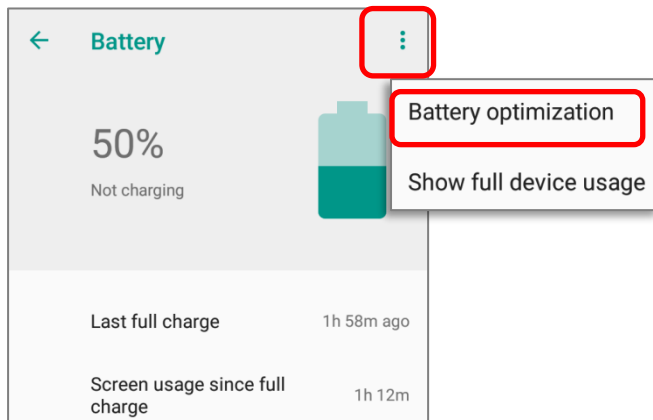 Battery
Battery optimization
Show full device usage
50%
Not charging
Last full charge
1h 58m ago
Screen usage since full
charge
1h 12m